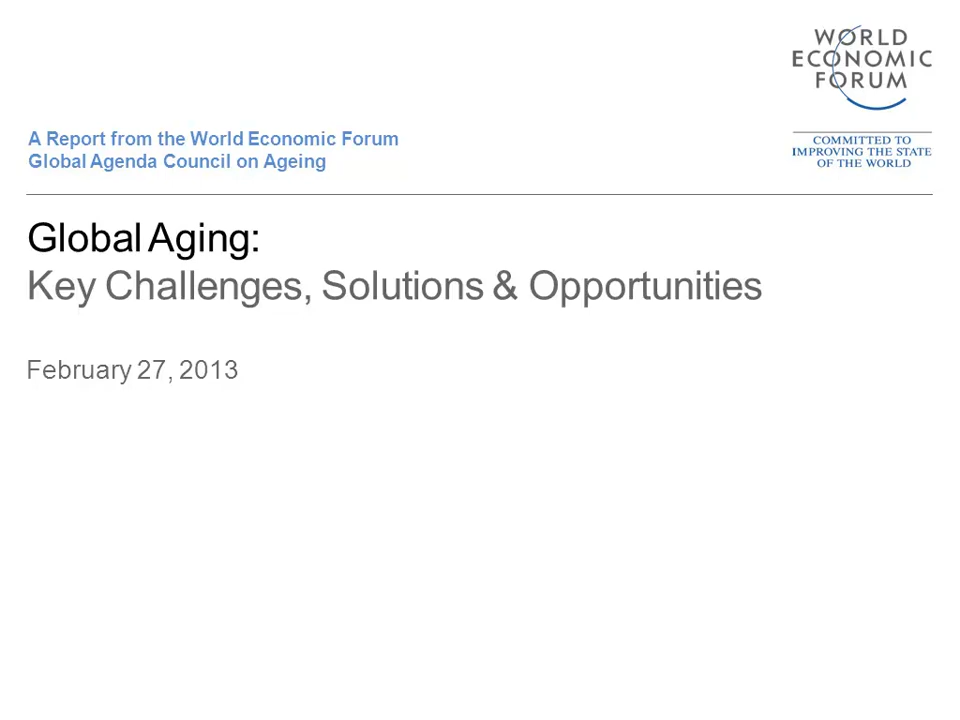 WORLD
ECONOMIC
FORUM
COMMITTED TO
IMPROVING THE STATE
OF THE WORLD
A Report from the World Economic Forum
Global Agenda Council on Ageing
Global Aging:
Key Challenges, Solutions & Opportunities
February 27, 2013